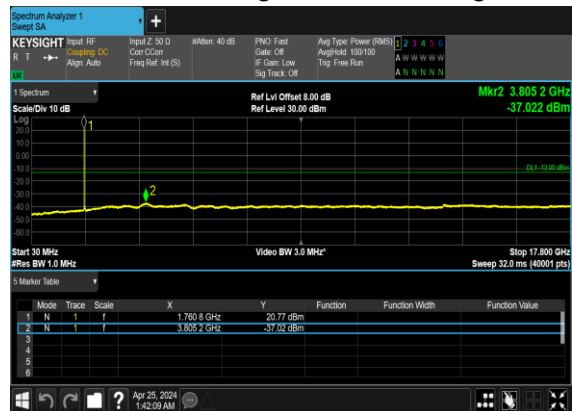 Spectrum Analyzer 1
Swept SA
+
KEYSIGHT Input: RF Input Z: 50 Ω #Atten: 40 dB PNO: Fast Avg Type: Power (RMS) 1 2 3 4 5 6
R T Coupling: DC Corr CCorr Gate: Off Avg|Hold: 100/100 A W W W W W
Align: Auto Freq Ref: Int (S) IF Gain: Low Trig: Free Run
Sig Track: Off A N N N N N
1 Spectrum Ref Lvl Offset 8.00 dB Mkr2 3.805 2 GHz
Scale/Div 10 dB Ref Level 30.00 dBm -37.022 dBm
Log
20.0
10.0
0.00
-10.0
-20.0
-30.0
-40.0
-50.0
-60.0
1
DL1 -13.00 dBm
2
Start 30 MHz Video BW 3.0 MHz* Stop 17.800 GHz
#Res BW 1.0 MHz Sweep 32.0 ms (40001 pts)
5 Marker Table
Mode Trace Scale X Y Function Function Width Function Value
1 N 1 f 1.760 8 GHz 20.77 dBm
2 N 1 f 3.805 2 GHz -37.02 dBm
3
4
5
6
? Apr 25, 2024
1:42:09 AM